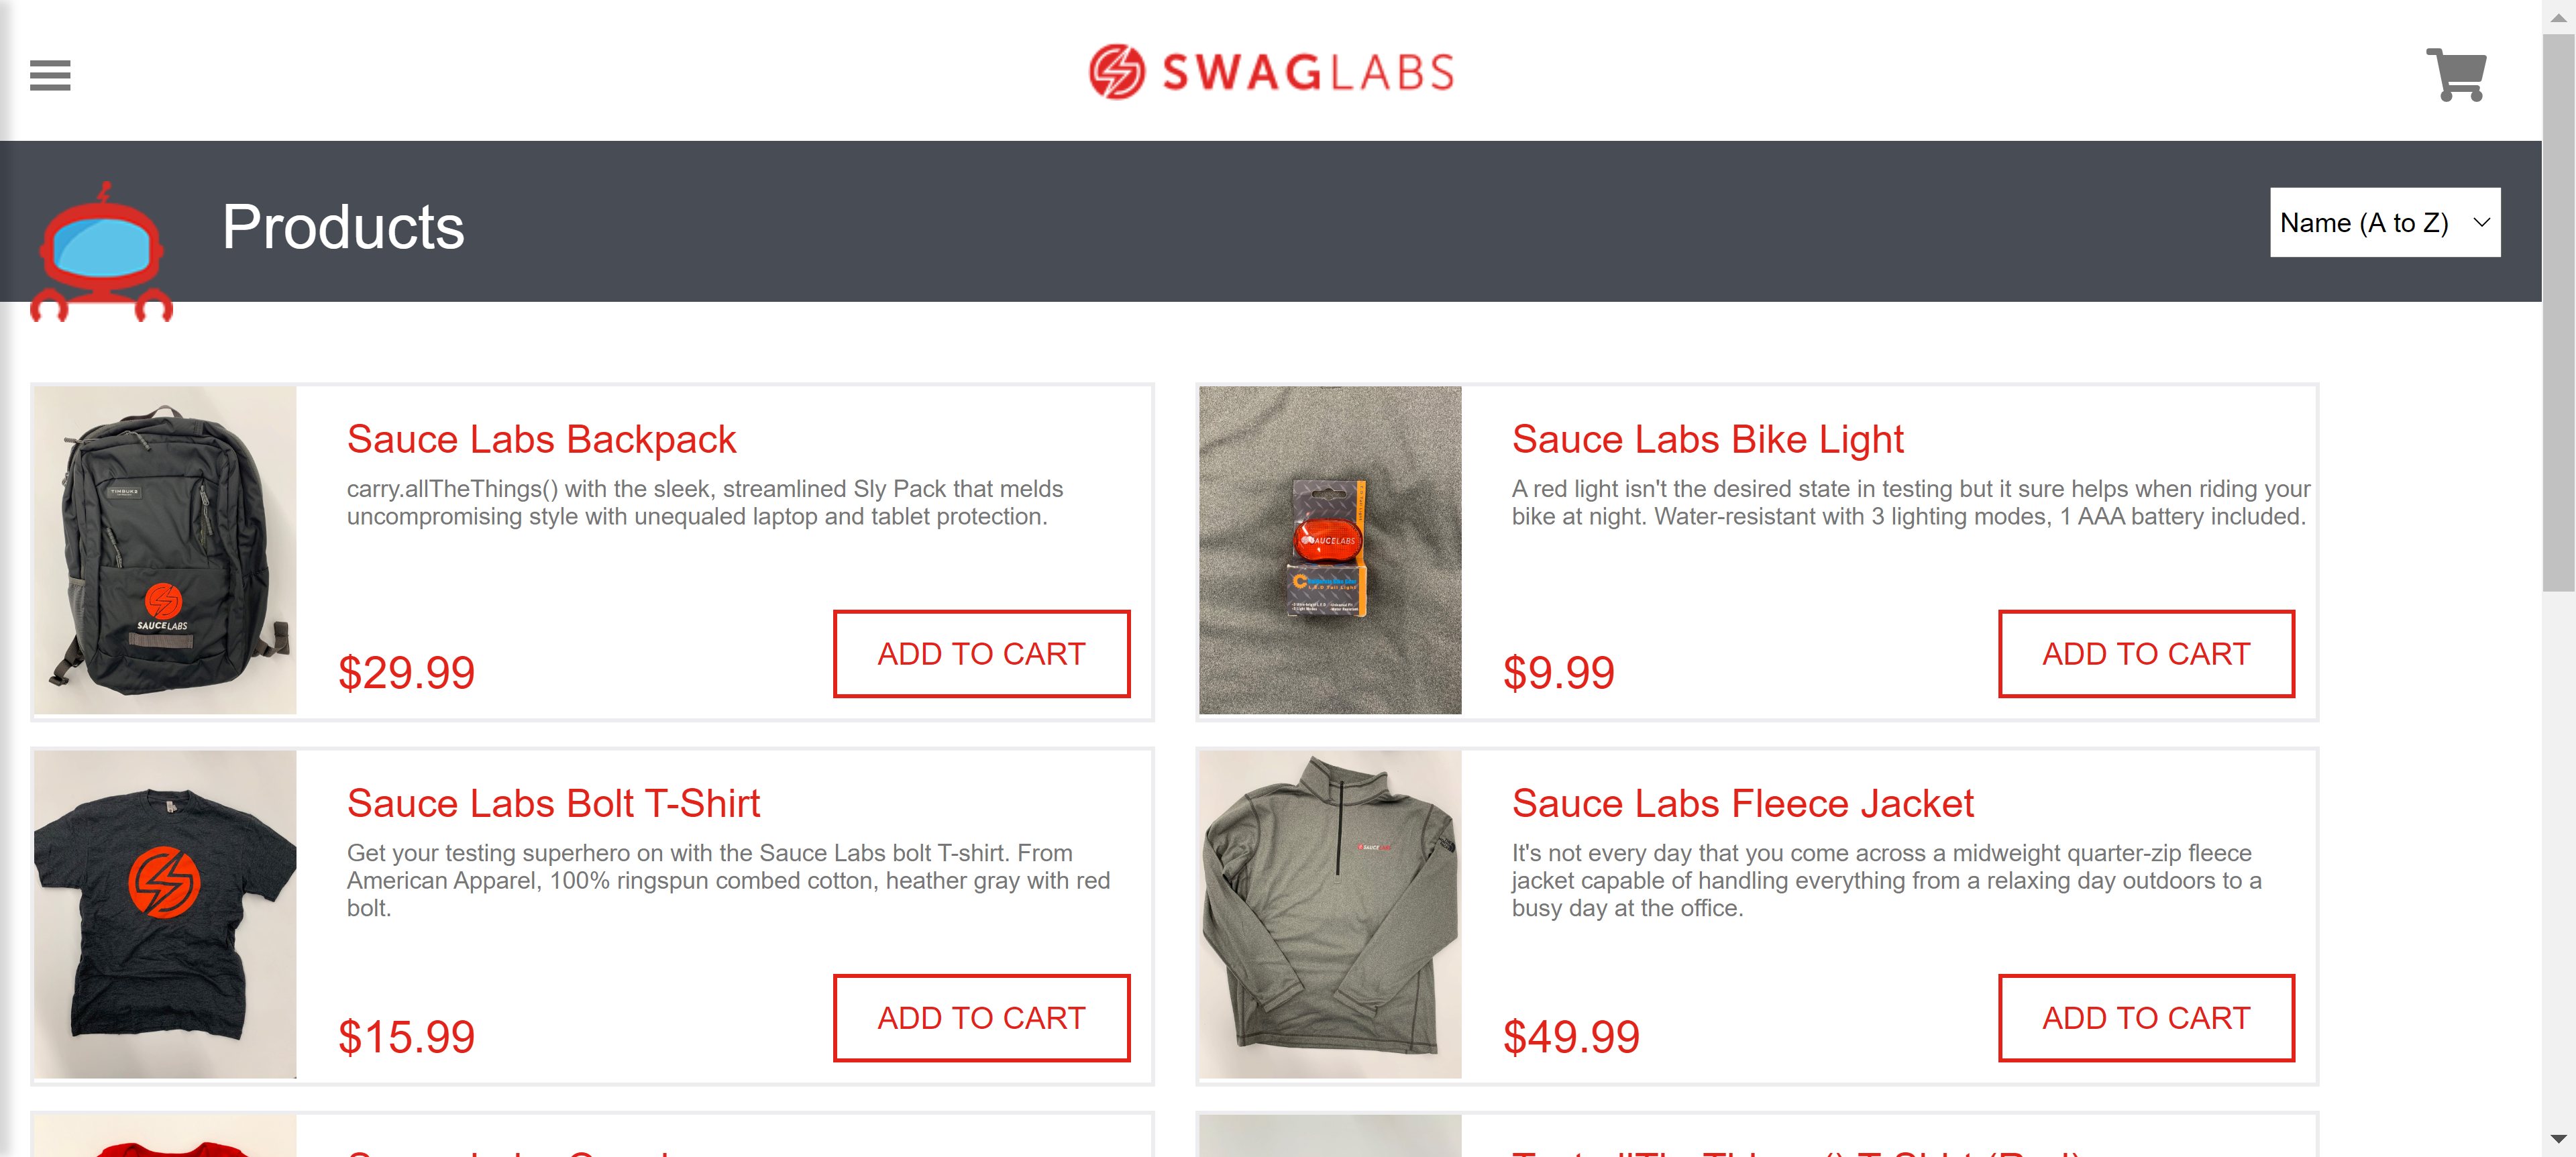 SWAGLABS
Products
Name (A to Z)
TIMBUK2
SAUCELABS
Sauce Labs Backpack
carry.allTheThings() with the sleek, streamlined Sly Pack that melds
uncompromising style with unequaled laptop and tablet protection.
$29.99
ADD TO CART
SAUCELABS
Sauce Labs Bike Light
A red light isn't the desired state in testing but it sure helps when riding your
bike at night. Water-resistant with 3 lighting modes, 1 AAA battery included.
$9.99
ADD TO CART
Sauce Labs Bolt T-Shirt
Get your testing superhero on with the Sauce Labs bolt T-shirt. From
American Apparel, 100% ringspun combed cotton, heather gray with red
bolt.
$15.99
ADD TO CART
SAUCE
Sauce Labs Fleece Jacket
It's not every day that you come across a midweight quarter-zip fleece
jacket capable of handling everything from a relaxing day outdoors to a
busy day at the office.
$49.99
ADD TO CART